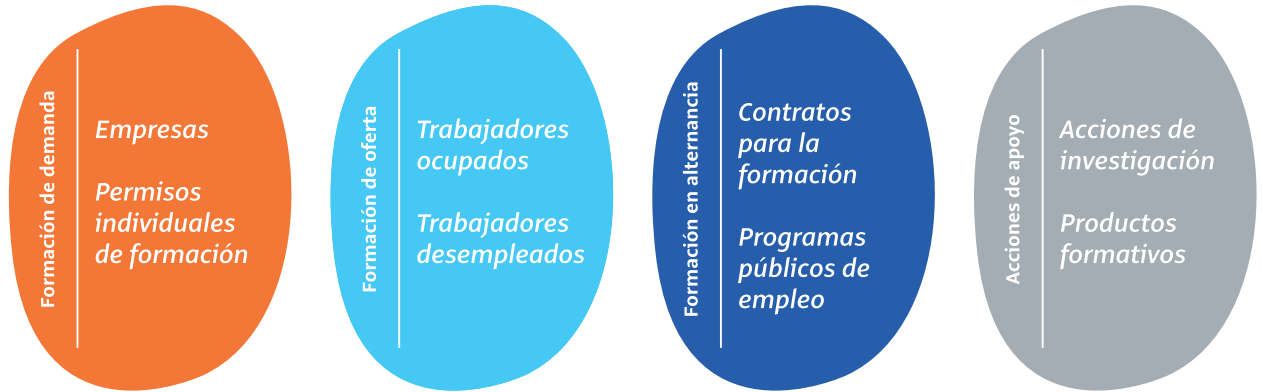 Formación de demanda
Empresas
Permisos
individuales
de formación
Formación de oferta
Trabajadores
ocupados
Trabajadores
desempleados
Formación en alternancia
Contratos
para la
formación
Programas
públicos de
empleo
Acciones de apoyo
Acciones de
investigación
Productos
formativos